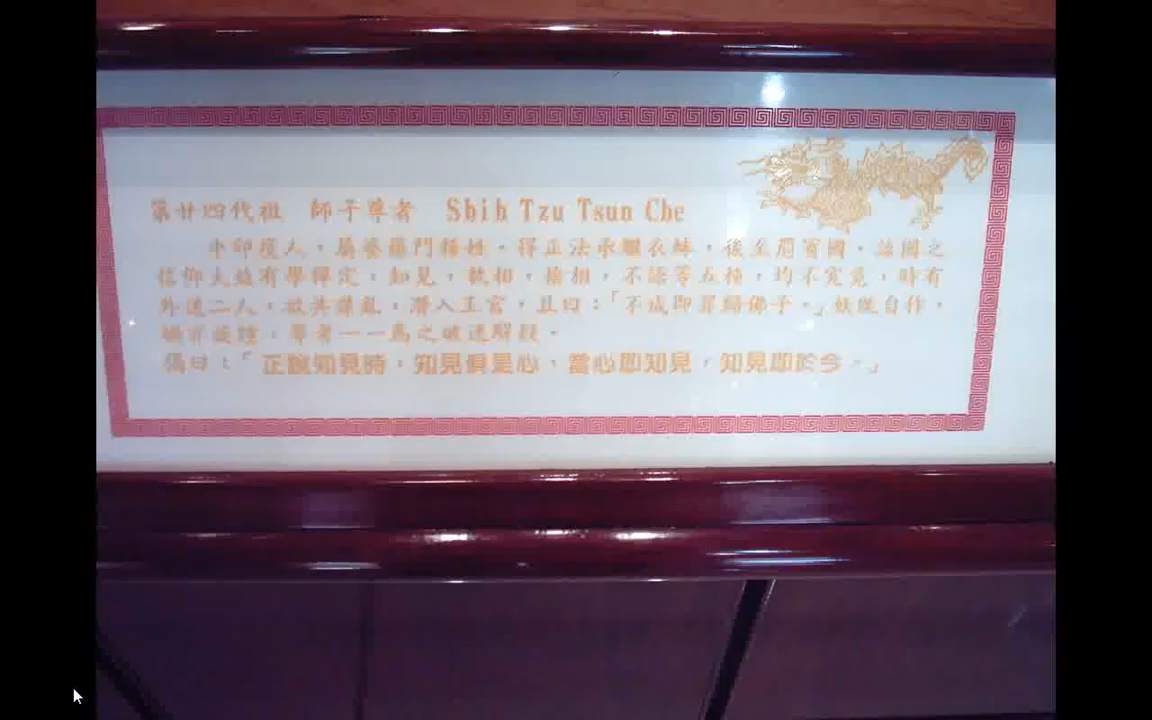 第廿四代祖 師子尊者 Shih Tzu Tsun Che
中印度人，屬婆羅門種姓。得正法承繼衣缽，後至罽賓國。該國之
信仰大致有學禪定，知見，執相，捨相，不語等五種，均不究竟，時有
外道二人，欲共謀亂，潛入王宮，且曰：「不成即罪歸佛子。」妖既自作，
尊者一一為之破迷解
偈曰：「正說知見時，知見俱是心，當心即知見，知見即於今。」